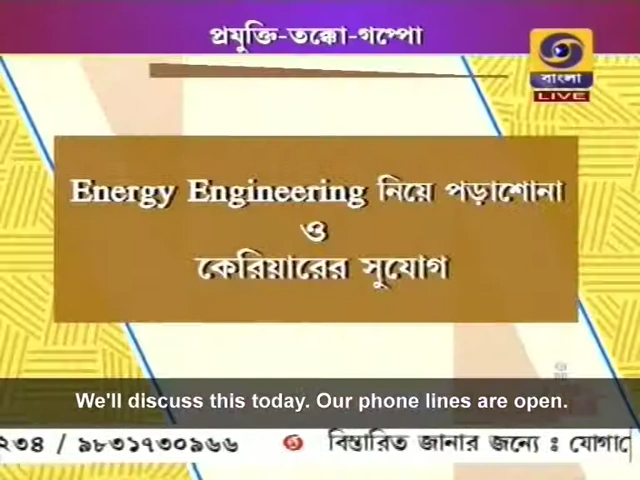 প্রযুক্তি-তক্কো-গপ্পো
বাংলা
LIVE
Energy Engineering নিয়ে পড়াশোনা
ও
কেরিয়ারের সুযোগ
We'll discuss this today. Our phone lines are open.
২৩৪ / ৯৮৩১৭৩০৯৬৬ বিস্তারিত জানার জন্যে : যোগা